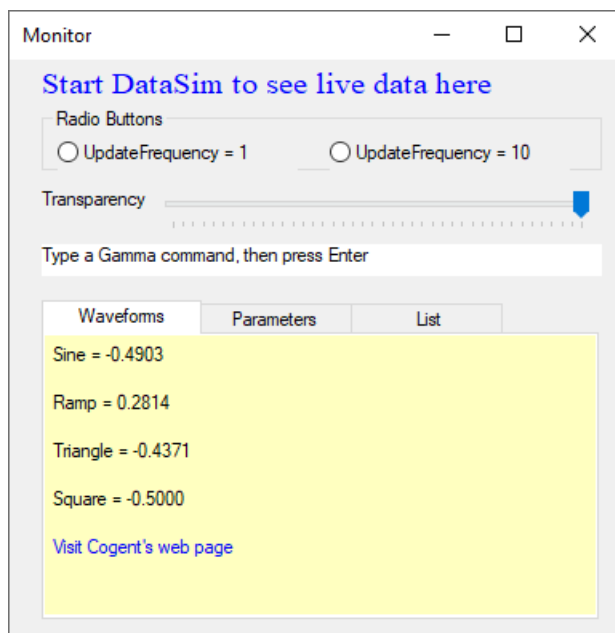 Monitor
Start DataSim to see live data here
Radio Buttons
UpdateFrequency = 1 UpdateFrequency = 10
Transparency
Type a Gamma command, then press Enter
Waveforms Parameters List
Sine = -0.4903
Ramp = 0.2814
Triangle = -0.4371
Square = -0.5000
Visit Cogent's web page